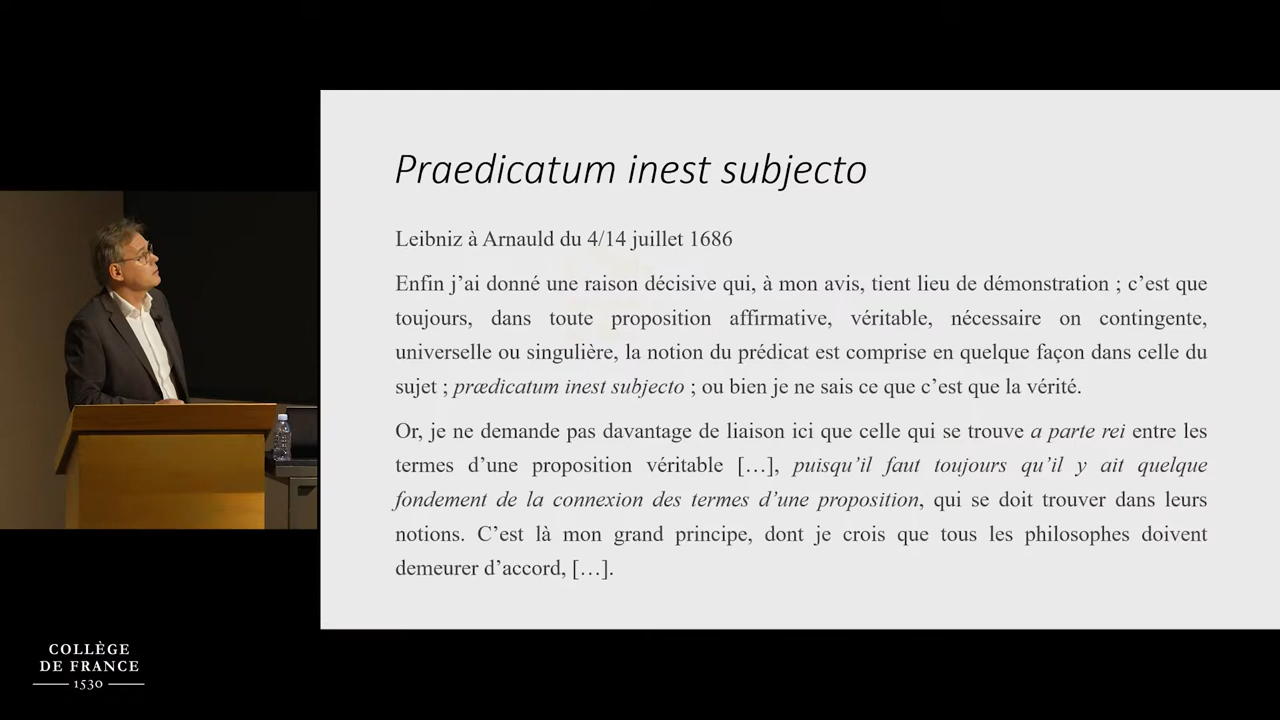 Praedicatum inest subjecto
Leibniz à Arnauld du 4/14 juillet 1686
Enfin j’ai donné une raison décisive qui, à mon avis, tient lieu de démonstration ; c’est que
toujours, dans toute proposition affirmative, véritable, nécessaire on contingente,
universelle ou singulière, la notion du prédicat est comprise en quelque façon dans celle du
sujet ; prædicatum inest subjecto ; ou bien je ne sais ce que c’est que la vérité.
Or, je ne demande pas davantage de liaison ici que celle qui se trouve a parte rei entre les
termes d’une proposition véritable […], puisqu’il faut toujours qu’il y ait quelque
fondement de la connexion des termes d’une proposition, qui se doit trouver dans leurs
notions. C’est là mon grand principe, dont je crois que tous les philosophes doivent
demeurer d’accord, […].
COLLÈGE
DE FRANCE
1530